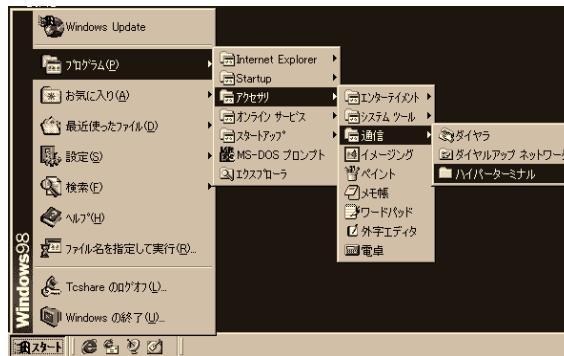 Windows Update
ﾌﾟﾛｸﾞﾗﾑ(P)
お気に入り(A)
最近使ったﾌｧｲﾙ(D)
設定(S)
検索(F)
ﾍﾙﾌﾟ(H)
ﾌｧｲﾙ名を指定して実行(R)...
Tcshare のﾛｸﾞｵﾌ(L)...
Windows の終了(U)...
Windows98
Internet Explorer
Startup
ｱｸｾｻﾘ
ｵﾝﾗｲﾝ ｻｰﾋﾞｽ
ｽﾀｰﾄｱｯﾌﾟ
MS-DOS プロンプト
ｴｸｽﾌﾟﾛｰﾗ
ｴﾝﾀｰﾃｲﾒﾝﾄ
ｼｽﾃﾑ ﾂｰﾙ
通信
イメージング
ペイント
メモ帳
ワードパッド
外字エディタ
電卓
ダイヤラ
ダイヤルアップ ネットワーク
ハイパーターミナル
スタート